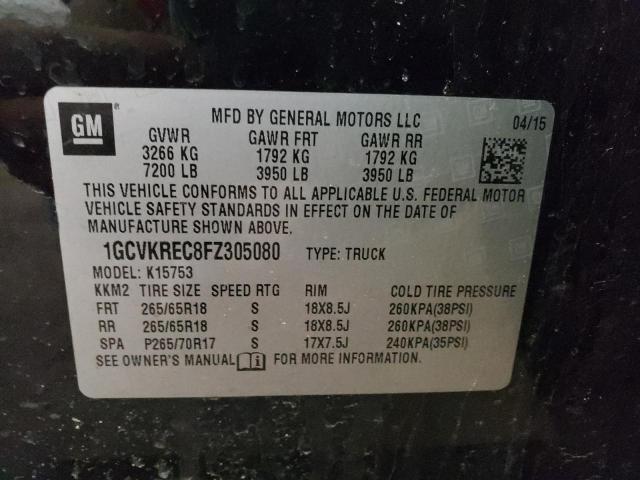 GM ®
MFD BY GENERAL MOTORS LLC 04/15
GVWR GAWR FRT GAWR RR
3266 KG 1792 KG 1792 KG
7200 LB 3950 LB 3950 LB
THIS VEHICLE CONFORMS TO ALL APPLICABLE U.S. FEDERAL MOTOR
VEHICLE SAFETY STANDARDS IN EFFECT ON THE DATE OF
MANUFACTURE SHOWN ABOVE.
1GCVKREC8FZ305080 TYPE: TRUCK
MODEL: K15753
KKM2 TIRE SIZE SPEED RTG RIM COLD TIRE PRESSURE
FRT 265/65R18 S 18X8.5J 260KPA(38PSI)
RR 265/65R18 S 18X8.5J 260KPA(38PSI)
SPA P265/70R17 S 17X7.5J 240KPA(35PSI)
SEE OWNER'S MANUAL FOR MORE INFORMATION.